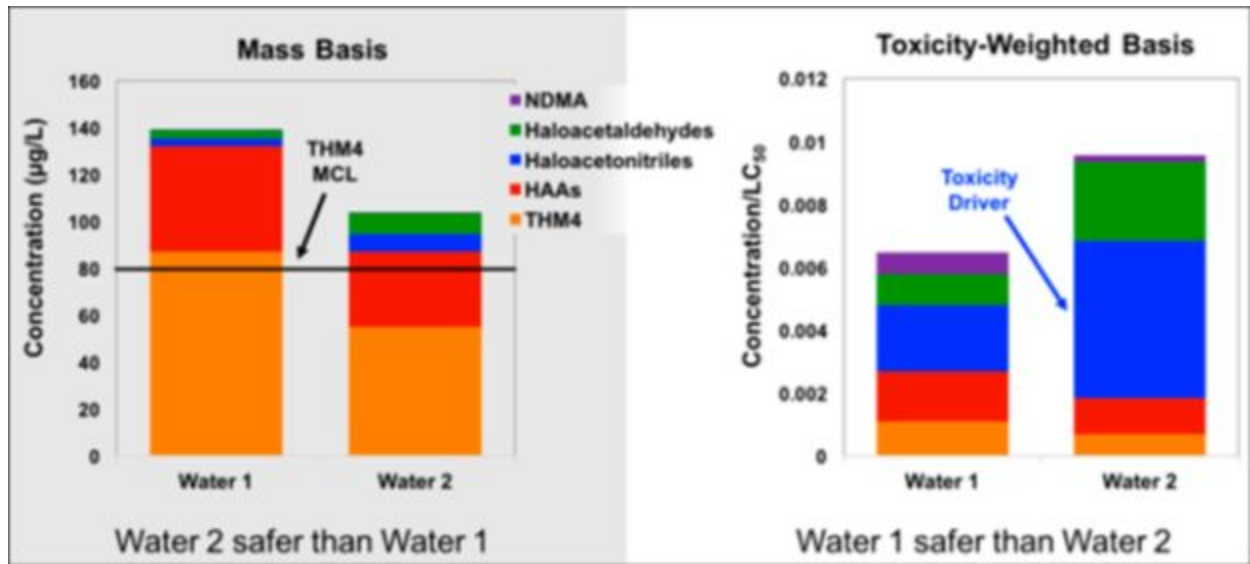 Mass Basis
Concentration (µg/L)
160
140
120
100
80
60
40
20
0
THM4
MCL
Water 1
Water 2
NDMA
Haloacetaldehydes
Haloacetonitriles
HAAs
THM4
Water 2 safer than Water 1
Toxicity-Weighted Basis
Concentration/LC50
0.012
0.01
0.008
0.006
0.004
0.002
0
Toxicity
Driver
Water 1
Water 2
Water 1 safer than Water 2